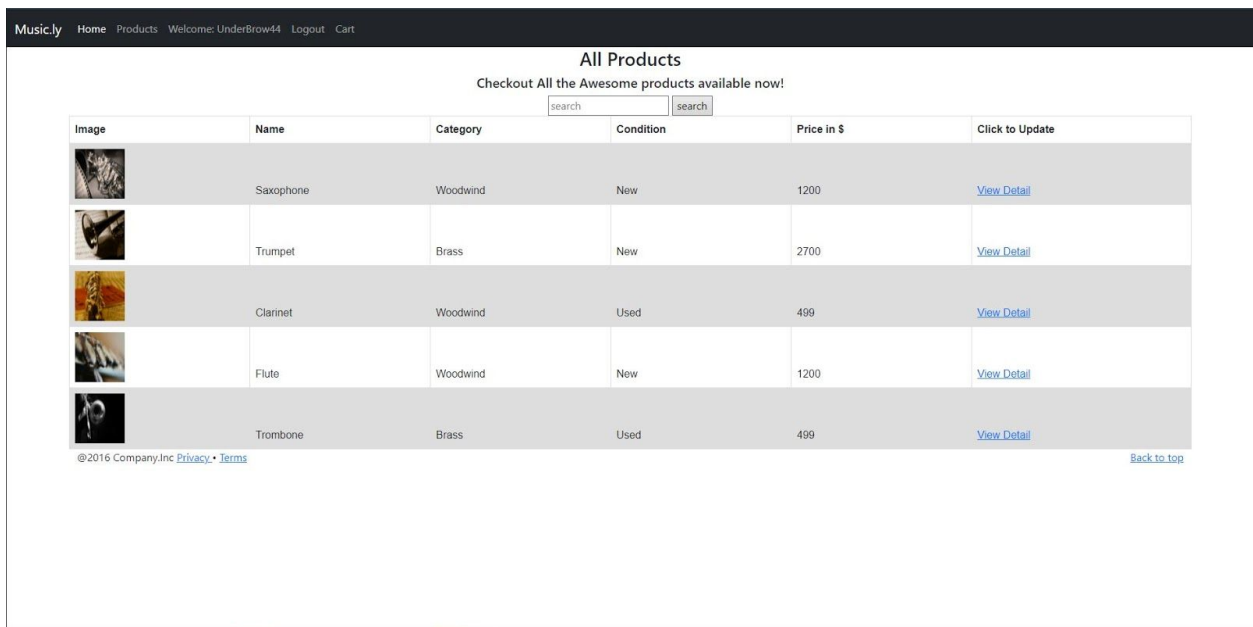 Music.ly Home Products Welcome: UnderBrow44 Logout Cart
All Products
Checkout All the Awesome products available now!
search search
Image Name Category Condition Price in $ Click to Update
Saxophone Woodwind New 1200 View Detail
Trumpet Brass New 2700 View Detail
Clarinet Woodwind Used 499 View Detail
Flute Woodwind New 1200 View Detail
Trombone Brass Used 499 View Detail
@2016 Company.Inc Privacy • Terms Back to top